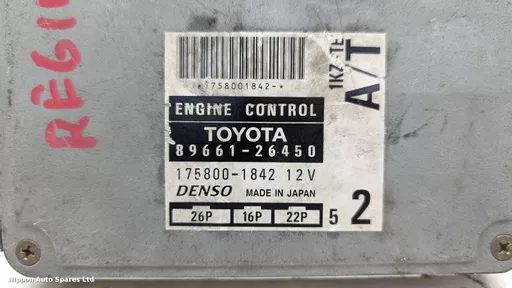 *1758001842-*
ENGINE CONTROL
TOYOTA
89661-26450
175800-1842 12V
DENSO MADE IN JAPAN
26P 16P 22P 5 2
1KZ-TE
A/T
Nippon Auto Spares Ltd